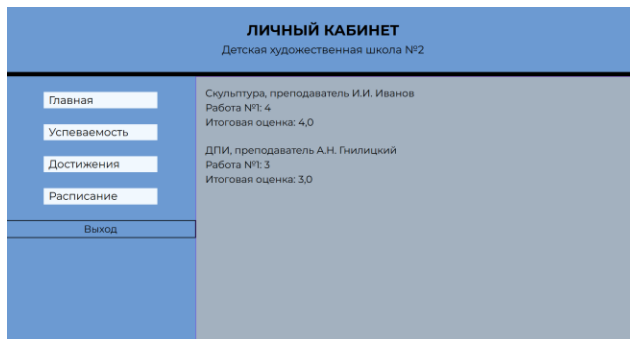 ЛИЧНЫЙ КАБИНЕТ
Детская художественная школа №2
Главная
Успеваемость
Достижения
Расписание
Выход
Скульптура, преподаватель И.И. Иванов
Работа №1: 4
Итоговая оценка: 4,0
ДПИ, преподаватель А.Н. Гнилицкий
Работа №1: 3
Итоговая оценка: 3,0